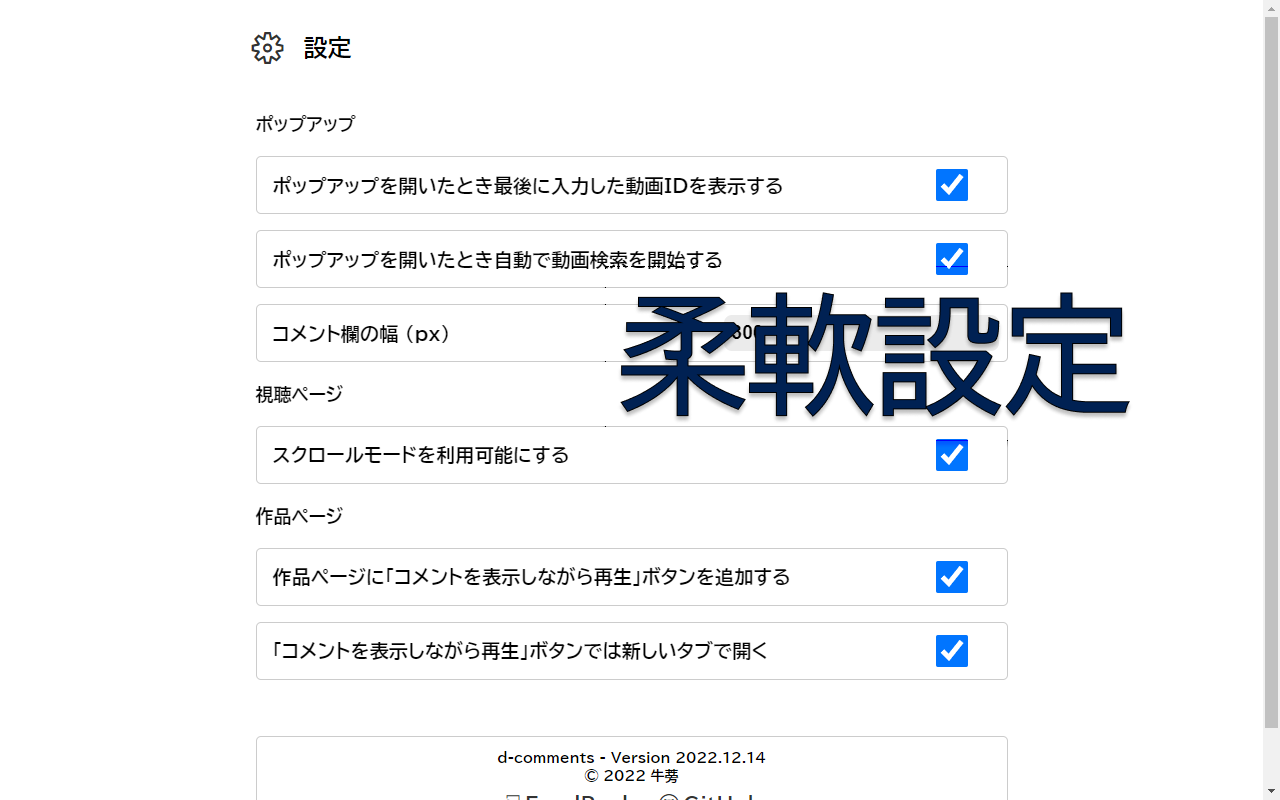 設定
ポップアップ
ポップアップを開いたとき最後に入力した動画IDを表示する
ポップアップを開いたとき自動で動画検索を開始する
コメント欄の幅 (px)
柔軟設定
視聴ページ
スクロールモードを利用可能にする
作品ページ
作品ページに「コメントを表示しながら再生」ボタンを追加する
「コメントを表示しながら再生」ボタンでは新しいタブで開く
d-comments - Version 2022.12.14
© 2022 牛蒡